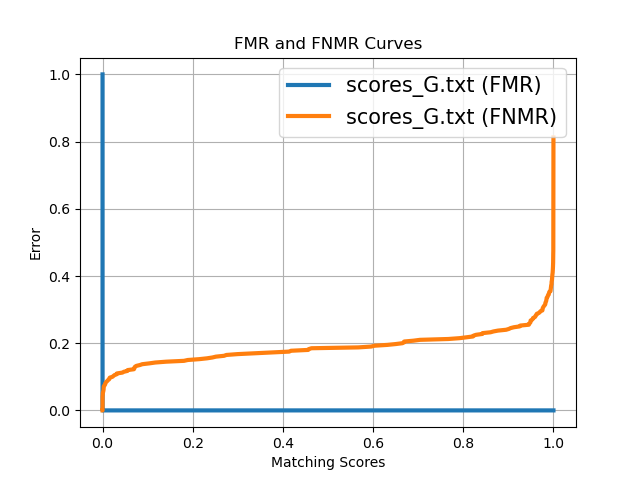 FMR and FNMR Curves
scores_G.txt (FMR)
scores_G.txt (FNMR)
1.0
0.8
0.6
0.4
0.2
0.0
Error
0.0 0.2 0.4 0.6 0.8 1.0
Matching Scores